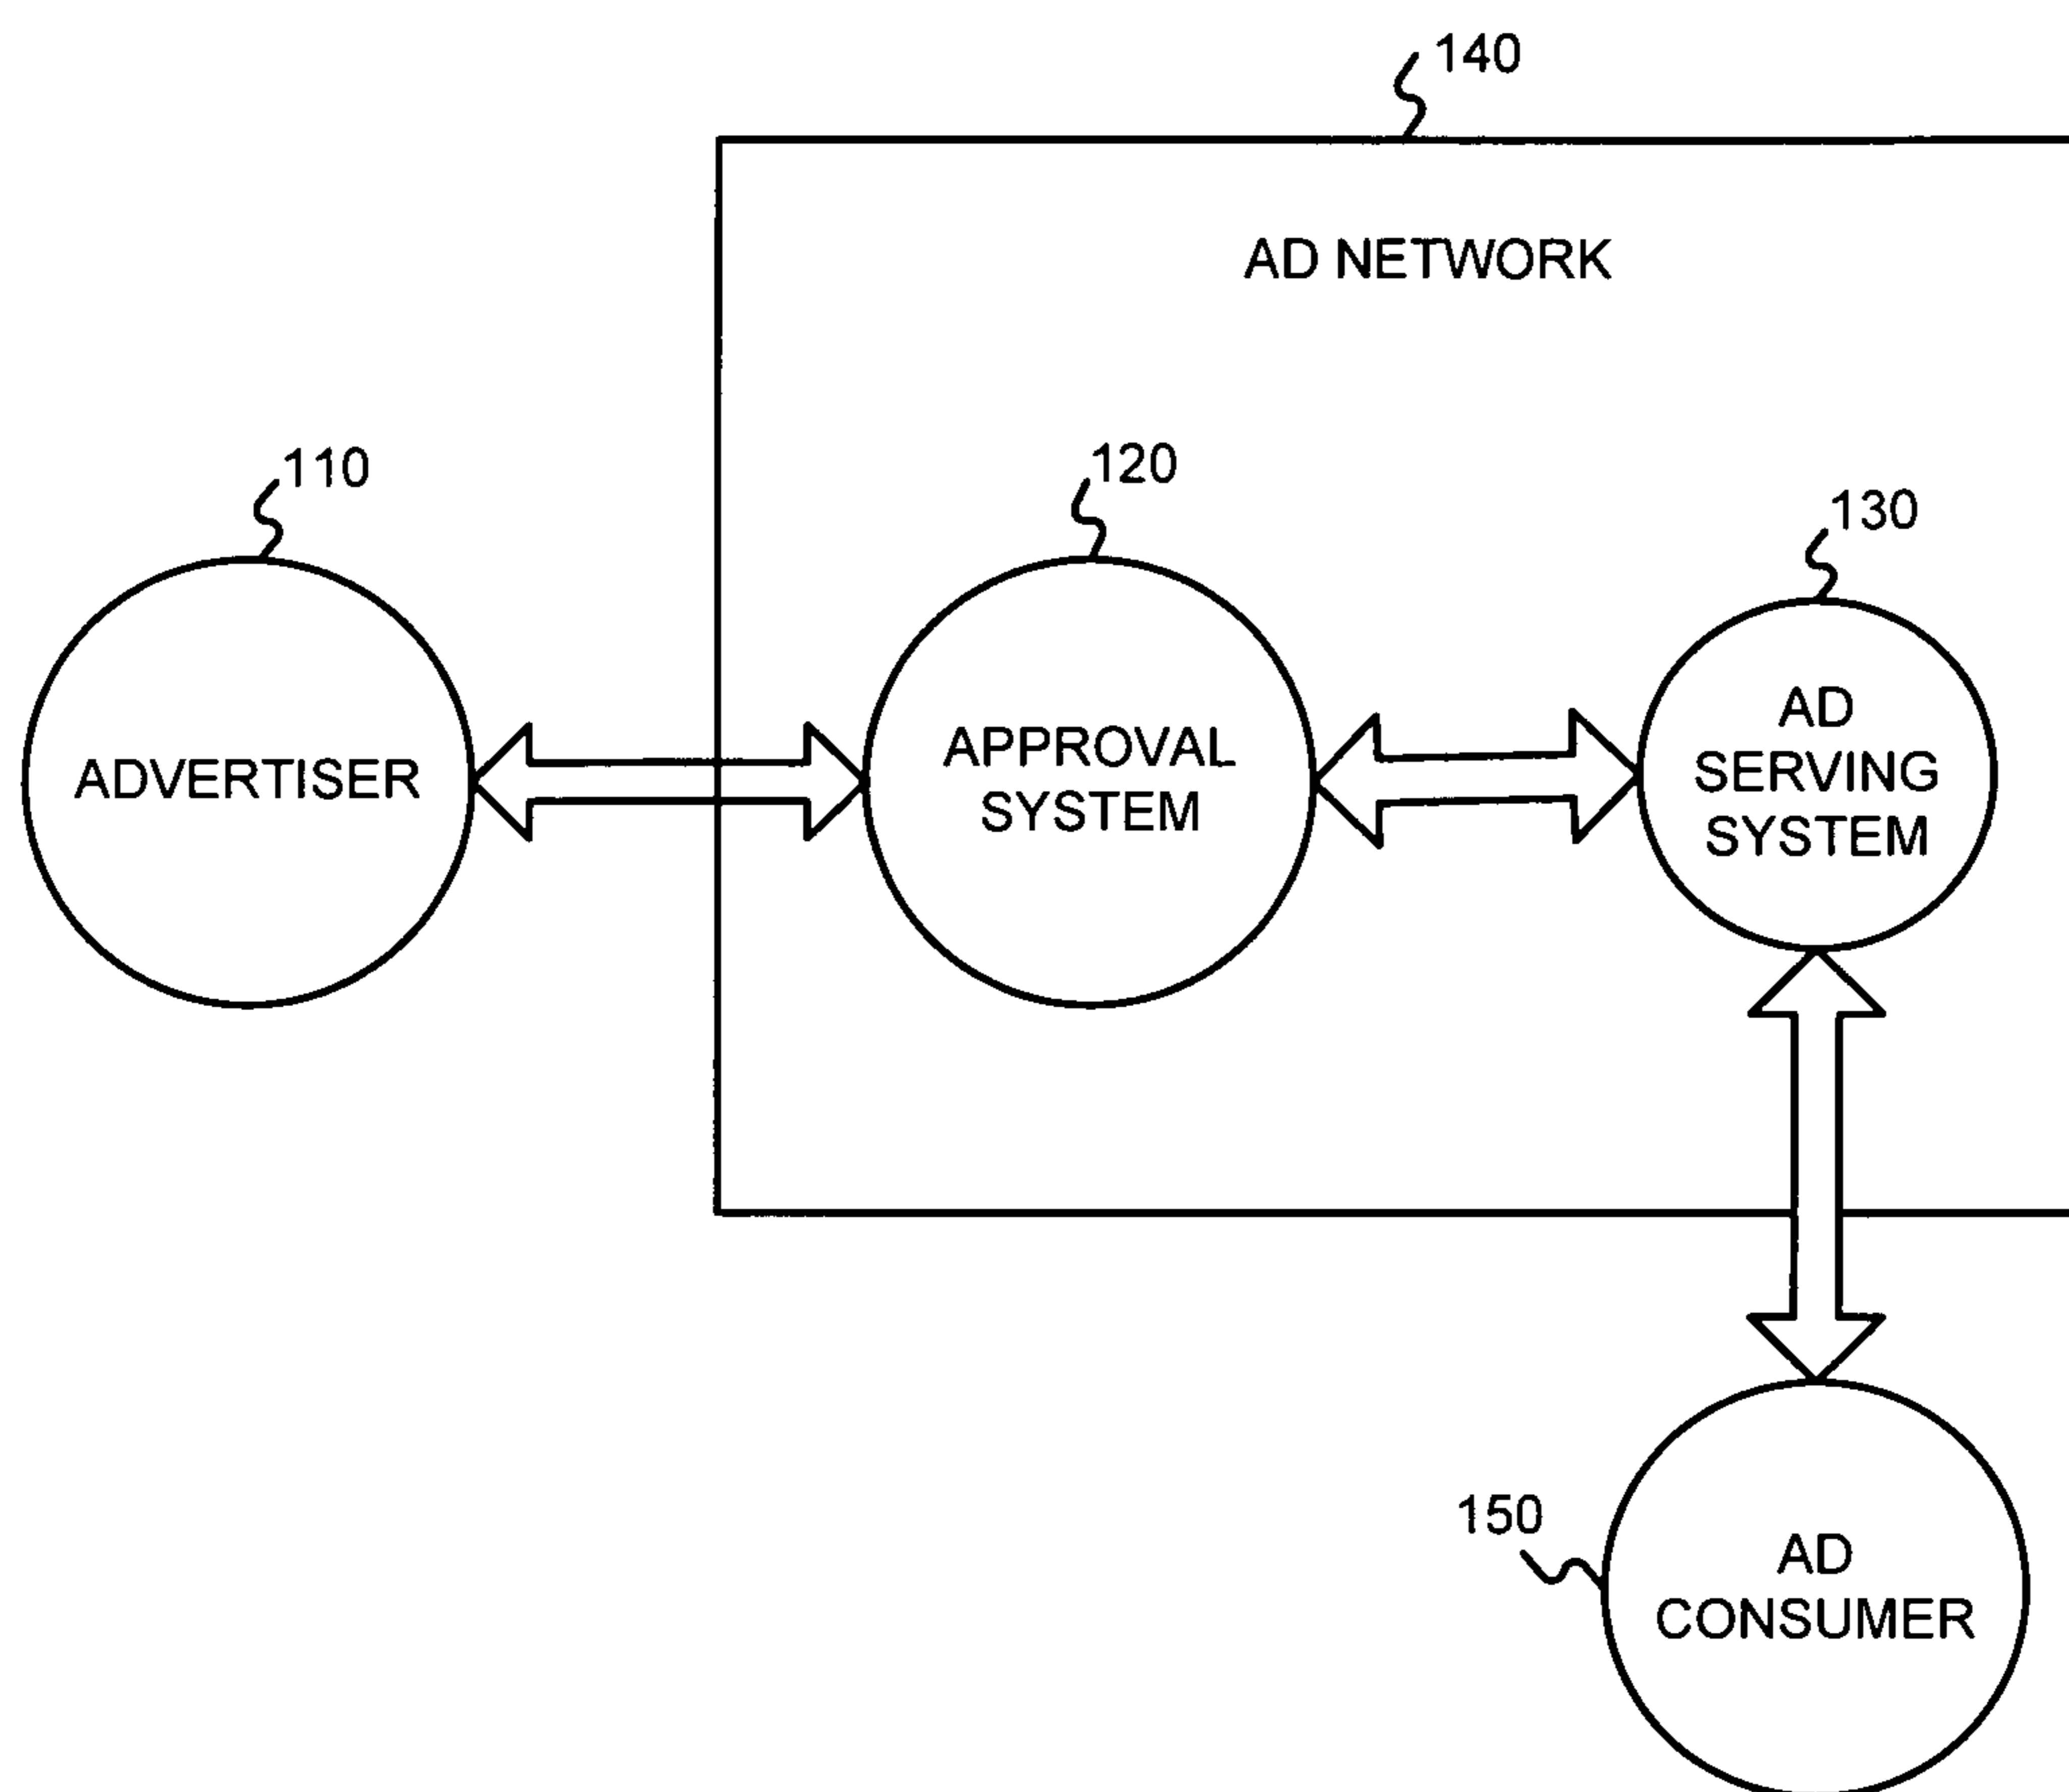 140
AD NETWORK
110
120
130
ADVERTISER
APPROVAL
SYSTEM
AD
SERVING
SYSTEM
150
AD
CONSUMER